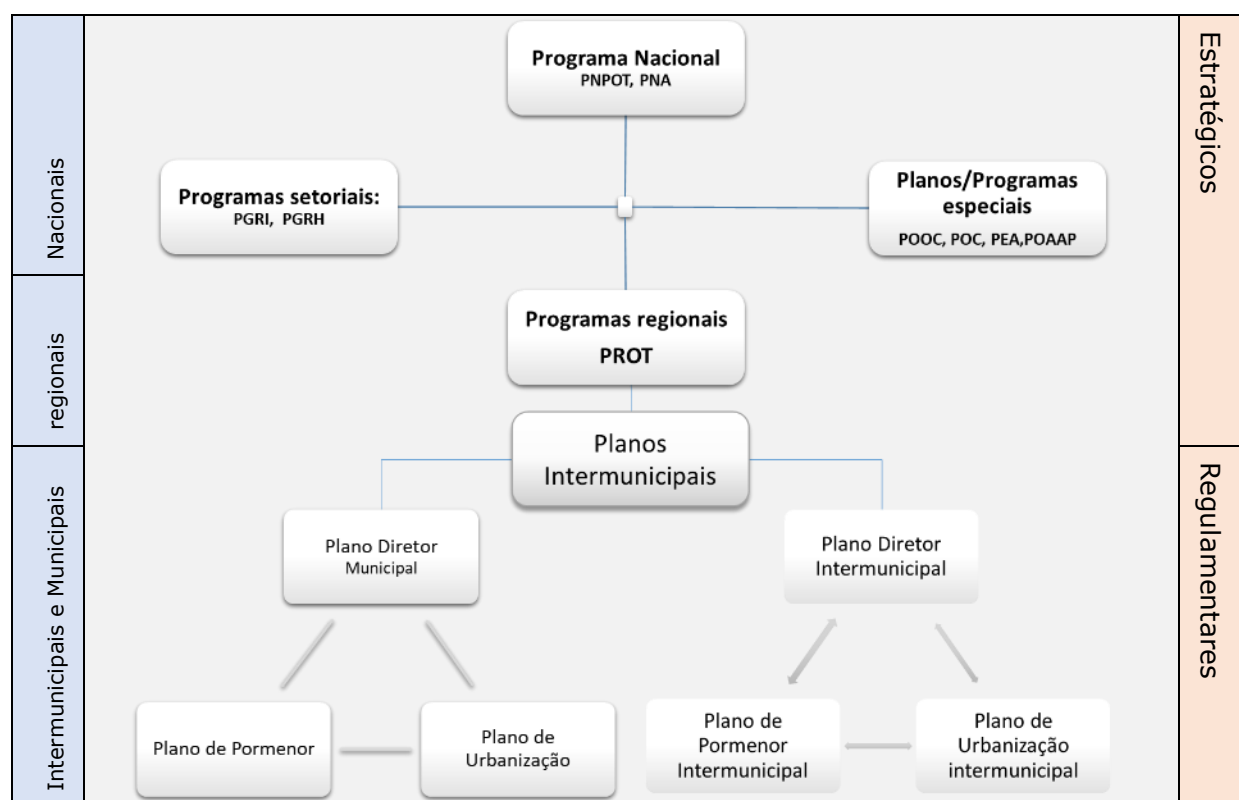 Programa Nacional
PNPOT, PNA
Estratégicos
Nacionais
Programas setoriais:
PGRI, PGRH
Planos/Programas
especiais
POOC, POC, PEA,POAAP
regionais
Programas regionais
PROT
Planos
Intermunicipais
Intermunicipais e Municipais
Regulamentares
Plano Diretor
Municipal
Plano Diretor
Intermunicipal
Plano de Pormenor
Plano de
Urbanização
Plano de
Pormenor
Intermunicipal
Plano de
Urbanização
intermunicipal